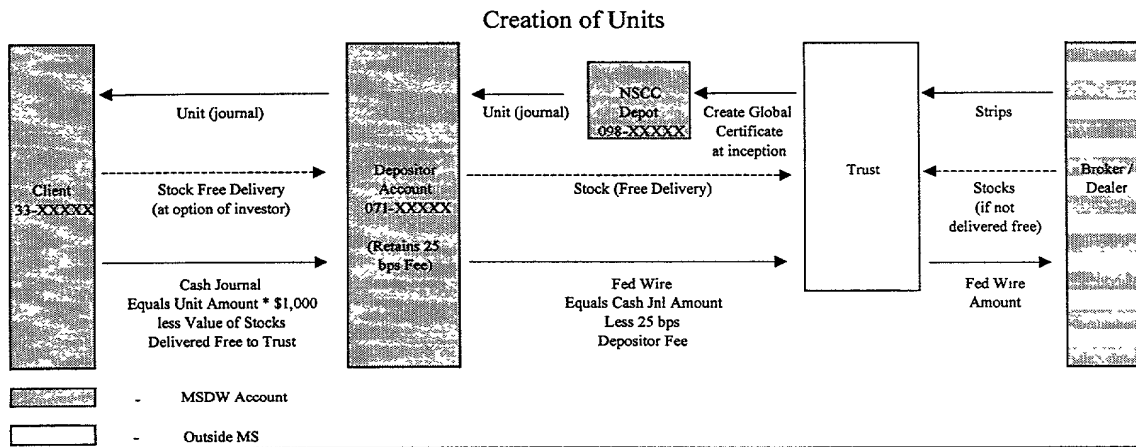 Creation of Units
Unit (journal)
Unit (journal)
NSCC
Depot
098-XXXXX
Create Global
Certificate
at inception
Strips
Client
33-XXXXX
Stock Free Delivery
(at option of investor)
Depositor
Account
071-XXXXX
(Retains 25
bps Fee)
Stock (Free Delivery)
Trust
Stocks
(if not
delivered free)
Broker /
Dealer
Cash Journal
Equals Unit Amount * $1,000
less Value of Stocks
Delivered Free to Trust
Fed Wire
Equals Cash Jnl Amount
Less 25 bps
Depositor Fee
Fed Wire
Amount
- MSDW Account
- Outside MS